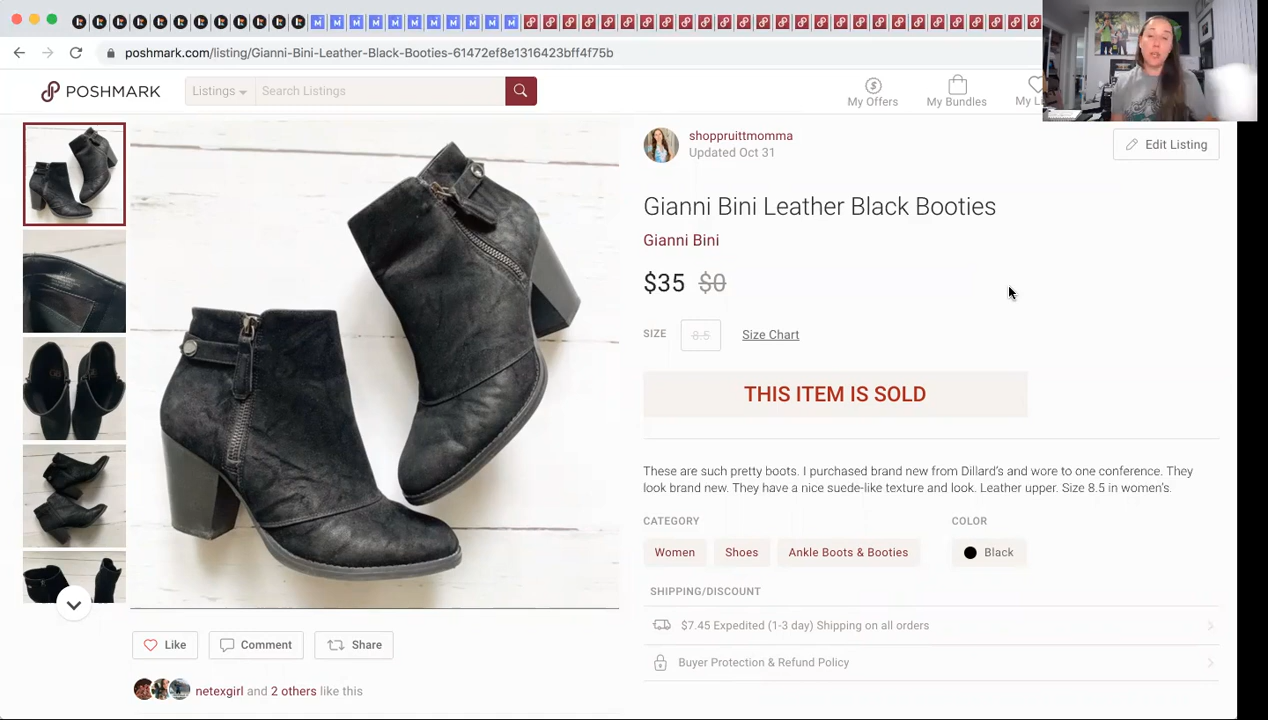 poshmark.com/listing/Gianni-Bini-Leather-Black-Booties-61472ef8e1316423bff4f75b
POSHMARK
Listings
Search Listings
My Offers
My Bundles
My L
shoppruittmomma
Updated Oct 31
Edit Listing
Gianni Bini Leather Black Booties
Gianni Bini
$35 $0
SIZE 8.5 Size Chart
THIS ITEM IS SOLD
These are such pretty boots. I purchased brand new from Dillard's and wore to one conference. They
look brand new. They have a nice suede-like texture and look. Leather upper. Size 8.5 in women's.
CATEGORY
COLOR
Women Shoes Ankle Boots & Booties
Black
SHIPPING/DISCOUNT
$7.45 Expedited (1-3 day) Shipping on all orders
Buyer Protection & Refund Policy
Like Comment Share
netexgirl and 2 others like this